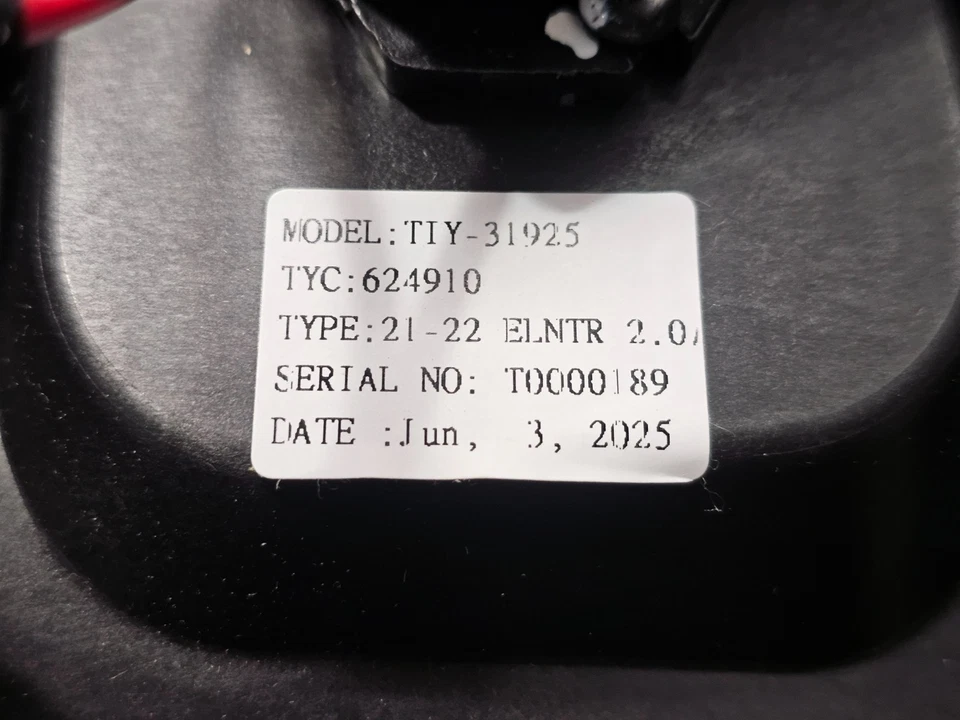 MODEL:TIY-31925
TYC:624910
TYPE:21-22 ELNTR 2.0/
SERIAL NO: T0000189
DATE :Jun, 3, 2025